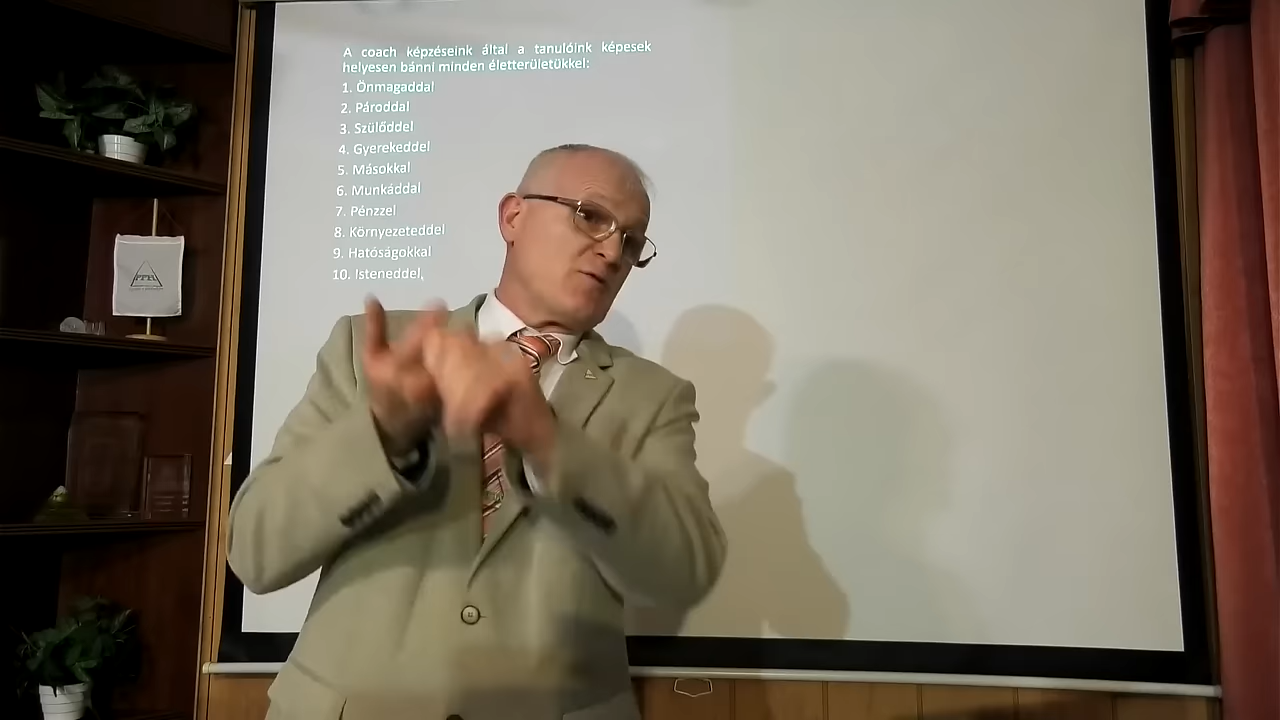 A coach képzéseink által a tanulóink képesek
helyesen bánni minden életterületükkel:
1. Önmagaddal
2. Pároddal
3. Szülőddel
4. Gyerekeddel
5. Másokkal
6. Munkáddal
7. Pénzzel
8. Környezeteddel
9. Hatóságokkal
10. Isteneddel,